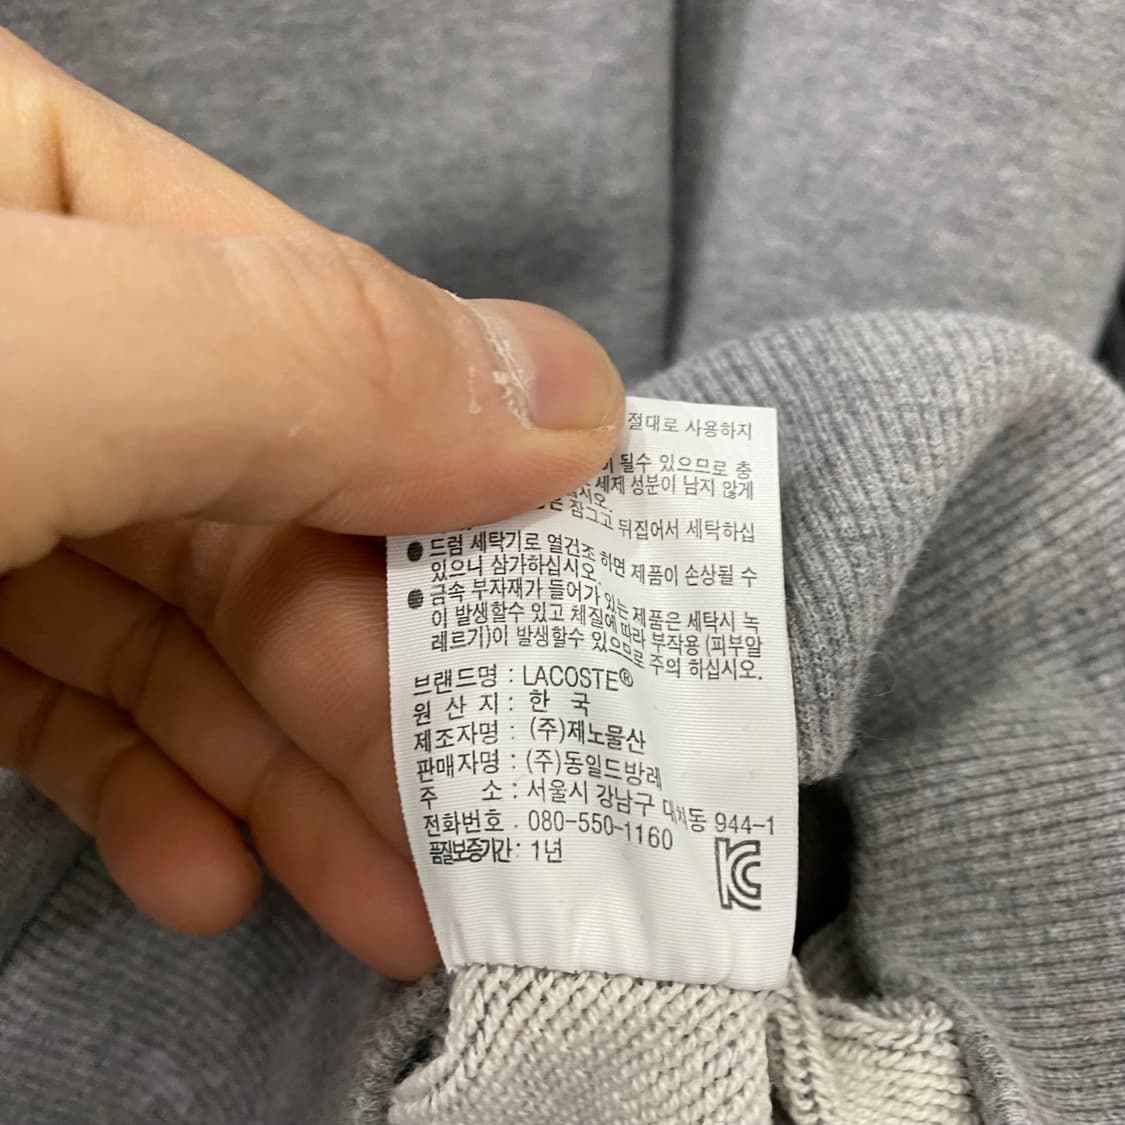 절대로 사용하지
될수 있으므로 충
세제 성분이 남지 않게
십시오.
잠그고 뒤집어서 세탁하십
● 드럼 세탁기로 열건조 하면 제품이 손상될 수
있으니 삼가하십시오.
● 금속 부자재가 들어가 있는 제품은 세탁시 녹
이 발생할수 있고 체질에 따라 부작용 (피부알
레르기)이 발생할수 있으므로 주의 하십시오.
브랜드명 : LACOSTE®
원 산 지 : 한 국
제조자명 : (주)제노물산
판매자명 : (주)동일드방레
주 소 : 서울시 강남구 대치동 944-1
전화번호 . 080-550-1160
품질보증기간 : 1년
KC